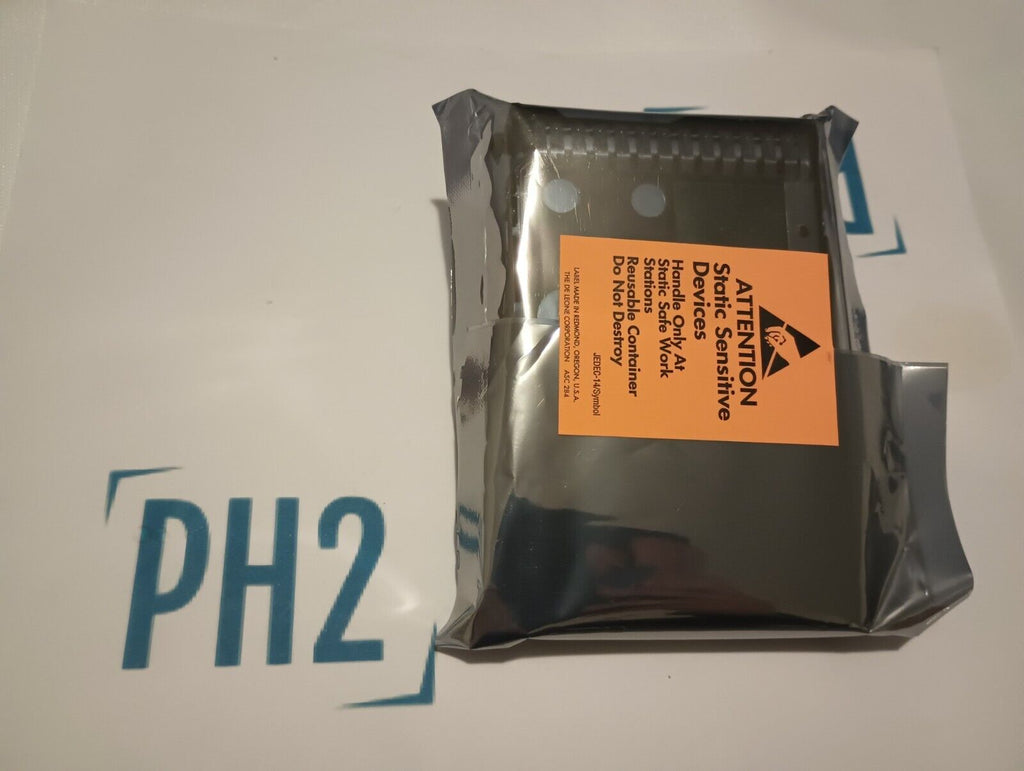 ATTENTION
Static Sensitive
Devices
Handle Only At
Static Safe Work
Stations
Reusable Container
Do Not Destroy
JEDEC-14/Symbol
LABEL MADE IN REDMOND, OREGON, U.S.A.
THE DE LEONE CORPORATION ASC 284
PH2